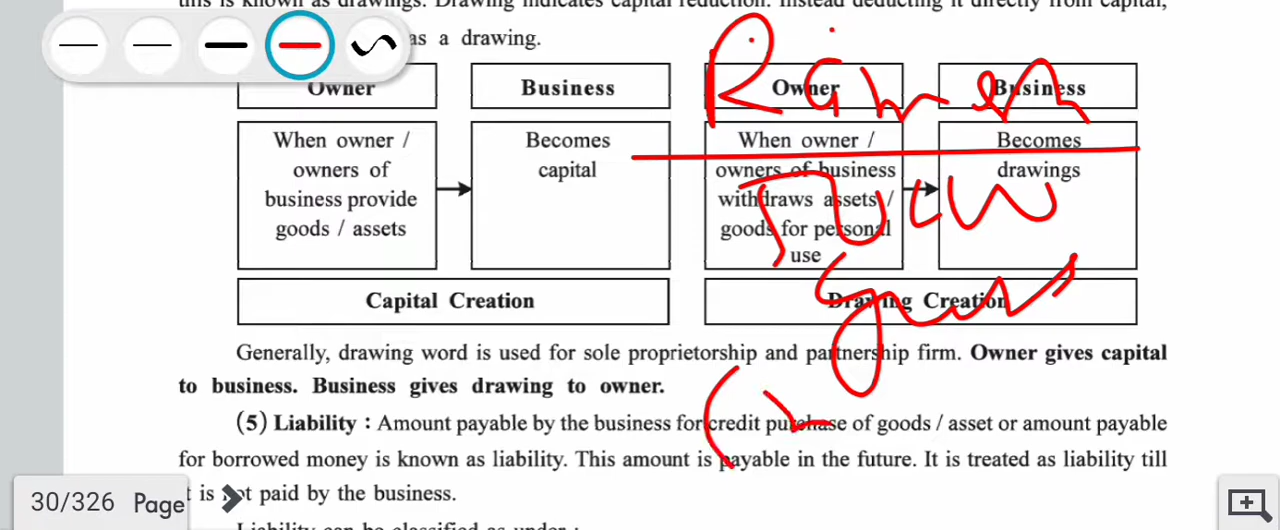 this is known as drawings. Drawing indicates capital reduction. Instead deducting it directly from capital,
as a drawing.
Owner
Business
Owner
Business
When owner /
owners of
business provide
goods / assets
Becomes
capital
When owner /
owners of business
withdraws assets /
goods for personal
use
Becomes
drawings
Capital Creation
Drawing Creation
Generally, drawing word is used for sole proprietorship and partnership firm. Owner gives capital
to business. Business gives drawing to owner.
(5) Liability : Amount payable by the business for credit purchase of goods / asset or amount payable
for borrowed money is known as liability. This amount is payable in the future. It is treated as liability till
is not paid by the business.
Liability can be classified as under :
30/326 Page